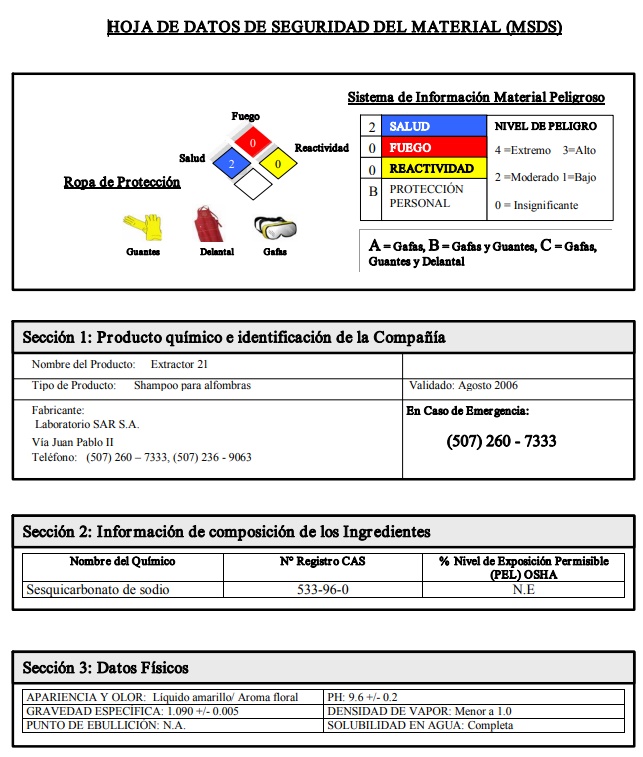 HOJA DE DATOS DE SEGURIDAD DEL MATERIAL (MSDS)
Sistema de Información Material Peligroso
Fuego
0
Reactividad
Salud
2
0
Ropa de Protección
Guantes
Delantal
Gafas
2 SALUD
0 FUEGO
0 REACTIVIDAD
B PROTECCIÓN
PERSONAL
NIVEL DE PELIGRO
4 =Extremo 3=Alto
2 =Moderado 1=Bajo
0 = Insignificante
A = Gafas, B = Gafas y Guantes, C = Gafas,
Guantes y Delantal
Sección 1: Producto químico e identificación de la Compañía
Nombre del Producto: Extractor 21
Tipo de Producto: Shampoo para alfombras
Validado: Agosto 2006
Fabricante:
Laboratorio SAR S.A.
Vía Juan Pablo II
Teléfono: (507) 260 – 7333, (507) 236 - 9063
En Caso de Emergencia:
(507) 260 - 7333
Sección 2: Información de composición de los Ingredientes
Nombre del Químico
Nº Registro CAS
% Nivel de Exposición Permisible
(PEL) OSHA
Sesquicarbonato de sodio
533-96-0
N.E
Sección 3: Datos Físicos
APARIENCIA Y OLOR: Líquido amarillo/ Aroma floral
PH: 9.6 +/- 0.2
GRAVEDAD ESPECÍFICA: 1.090 +/- 0.005
DENSIDAD DE VAPOR: Menor a 1.0
PUNTO DE EBULLICIÓN: N.A.
SOLUBILIDAD EN AGUA: Completa